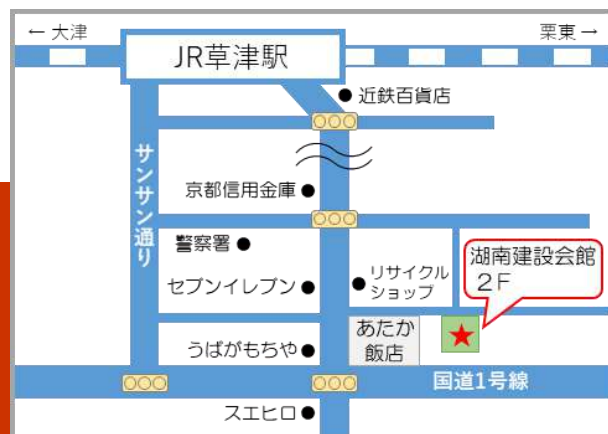 ← 大津
栗東 →
JR草津駅
近鉄百貨店
サンサン通り
京都信用金庫
警察署
湖南建設会館
２Ｆ
リサイクル
ショップ
セブンイレブン
あたか
飯店
うばがもちや
国道1号線
スエヒロ